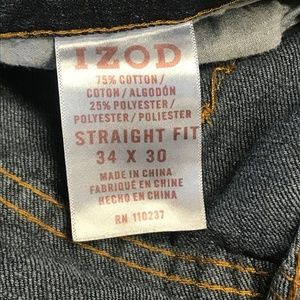 IZOD
75% COTTON/
COTON/ALGODÓN
25% POLYESTER/
POLYESTER/POLIESTER
STRAIGHT FIT
34 X 30
MADE IN CHINA
FABRIQUÉ EN CHINE
HECHO EN CHINA
RN 110237